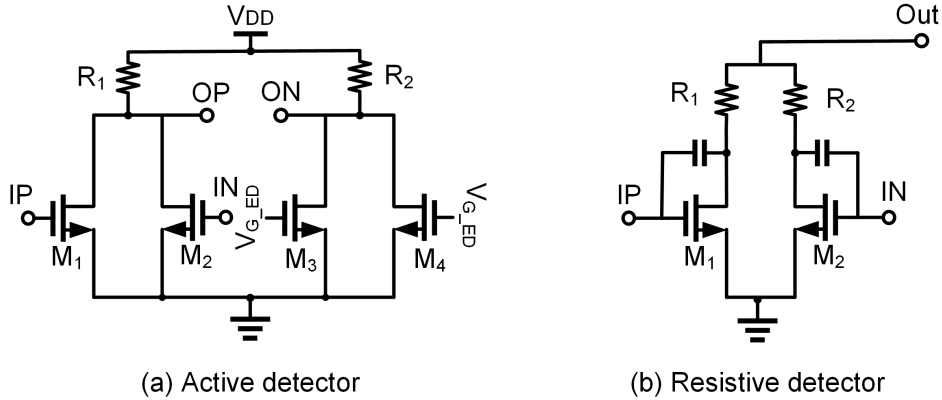 VDD
R1
R2
OP
ON
IP
IN
VG_ED
VG_ED
M1
M2
M3
M4
(a) Active detector
Out
R1
R2
IP
IN
M1
M2
(b) Resistive detector